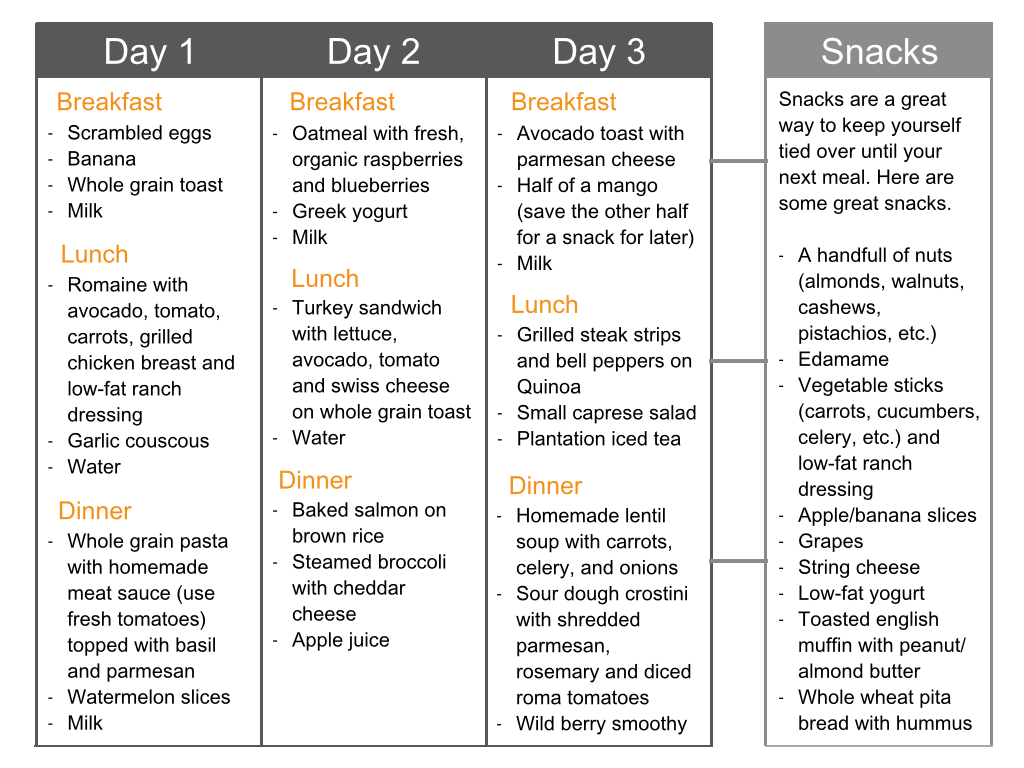 Day 1
Breakfast
- Scrambled eggs
- Banana
- Whole grain toast
- Milk
Lunch
- Romaine with
avocado, tomato,
carrots, grilled
chicken breast and
low-fat ranch
dressing
- Garlic couscous
- Water
Dinner
- Whole grain pasta
with homemade
meat sauce (use
fresh tomatoes)
topped with basil
and parmesan
- Watermelon slices
- Milk
Day 2
Breakfast
- Oatmeal with fresh,
organic raspberries
and blueberries
- Greek yogurt
- Milk
Lunch
- Turkey sandwich
with lettuce,
avocado, tomato
and swiss cheese
on whole grain toast
- Water
Dinner
- Baked salmon on
brown rice
- Steamed broccoli
with cheddar
cheese
- Apple juice
Day 3
Breakfast
- Avocado toast with
parmesan cheese
- Half of a mango
(save the other half
for a snack for later)
- Milk
Lunch
- Grilled steak strips
and bell peppers on
Quinoa
- Small caprese salad
- Plantation iced tea
Dinner
- Homemade lentil
soup with carrots,
celery, and onions
- Sour dough crostini
with shredded
parmesan,
rosemary and diced
roma tomatoes
- Wild berry smoothy
Snacks
Snacks are a great
way to keep yourself
tied over until your
next meal. Here are
some great snacks.
- A handfull of nuts
(almonds, walnuts,
cashews,
pistachios, etc.)
- Edamame
- Vegetable sticks
(carrots, cucumbers,
celery, etc.) and
low-fat ranch
dressing
- Apple/banana slices
- Grapes
- String cheese
- Low-fat yogurt
- Toasted english
muffin with peanut/
almond butter
- Whole wheat pita
bread with hummus